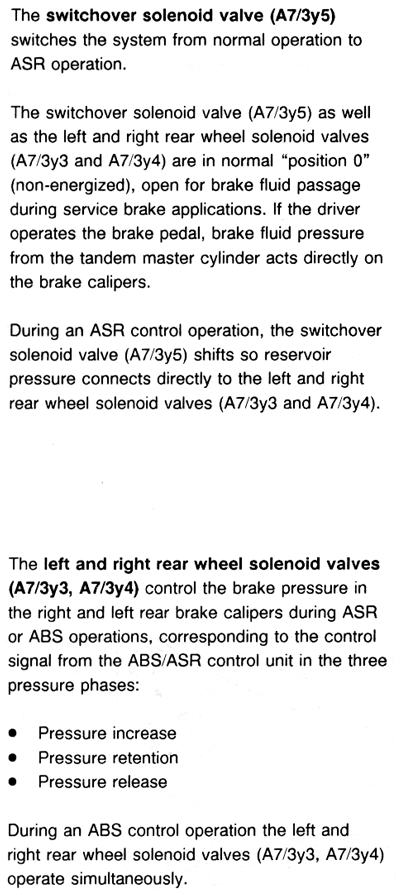 The switchover solenoid valve (A7/3y5)
switches the system from normal operation to
ASR operation.
The switchover solenoid valve (A7/3y5) as well
as the left and right rear wheel solenoid valves
(A7/3y3 and A7/3y4) are in normal “position 0”
(non-energized), open for brake fluid passage
during service brake applications. If the driver
operates the brake pedal, brake fluid pressure
from the tandem master cylinder acts directly on
the brake calipers.
During an ASR control operation, the switchover
solenoid valve (A7/3y5) shifts so reservoir
pressure connects directly to the left and right
rear wheel solenoid valves (A7/3y3 and A7/3y4).
The left and right rear wheel solenoid valves
(A7/3y3, A7/3y4) control the brake pressure in
the right and left rear brake calipers during ASR
or ABS operations, corresponding to the control
signal from the ABS/ASR control unit in the three
pressure phases:
● Pressure increase
● Pressure retention
● Pressure release
During an ABS control operation the left and
right rear wheel solenoid valves (A7/3y3, A7/3y4)
operate simultaneously.